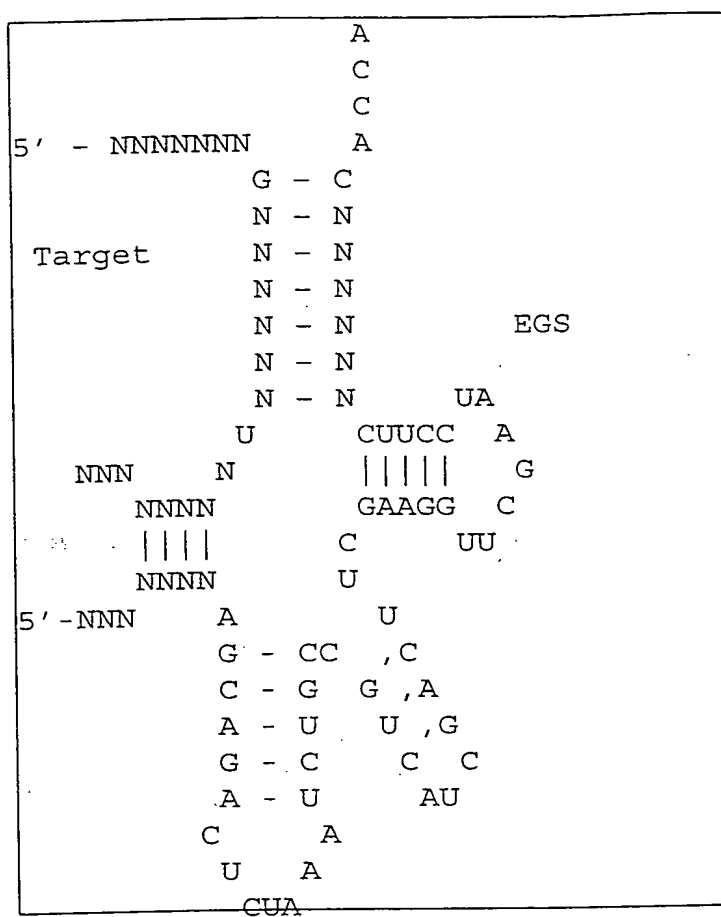 A
C
C
5' - NNNNNNN A
G - C
N - N
Target N - N
N - N
N - N EGS
N - N
N - N UA
U CUUCC A
NNN N ||||| G
NNNN GAAGG C
|||| C UU
NNNN U
5'-NNN A U
G - CC ,C
C - G G ,A
A - U U ,G
G - C C C
A - U AU
C A
U A
CUA